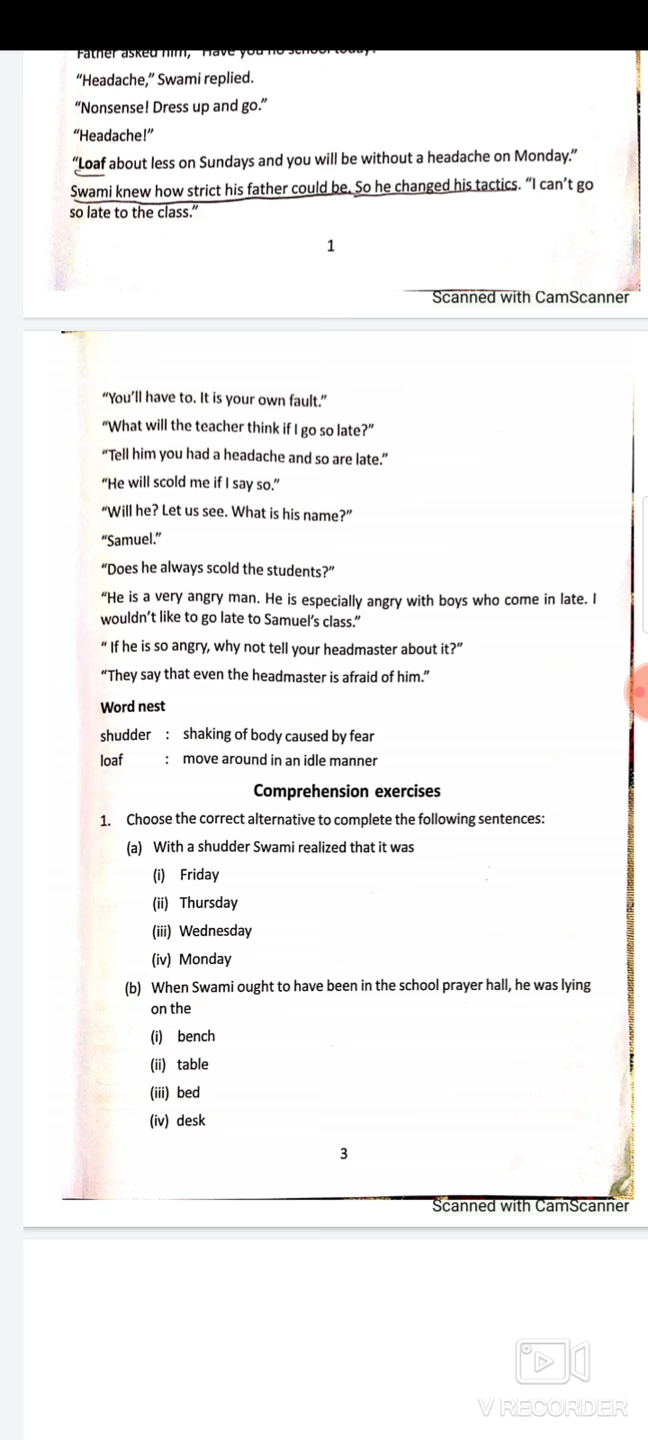 Father asked him, "Have you no school today?"
"Headache," Swami replied.
"Nonsense! Dress up and go."
"Headache!"
"Loaf about less on Sundays and you will be without a headache on Monday."
Swami knew how strict his father could be. So he changed his tactics. "I can't go
so late to the class."
1
Scanned with CamScanner
"You'll have to. It is your own fault."
"What will the teacher think if I go so late?"
"Tell him you had a headache and so are late."
"He will scold me if I say so."
"Will he? Let us see. What is his name?"
"Samuel."
"Does he always scold the students?"
"He is a very angry man. He is especially angry with boys who come in late. I
wouldn't like to go late to Samuel's class."
" If he is so angry, why not tell your headmaster about it?"
"They say that even the headmaster is afraid of him."
Word nest
shudder : shaking of body caused by fear
loaf : move around in an idle manner
Comprehension exercises
1. Choose the correct alternative to complete the following sentences:
(a) With a shudder Swami realized that it was
(i) Friday
(ii) Thursday
(iii) Wednesday
(iv) Monday
(b) When Swami ought to have been in the school prayer hall, he was lying
on the
(i) bench
(ii) table
(iii) bed
(iv) desk
3
Scanned with CamScanner
V RECORDER